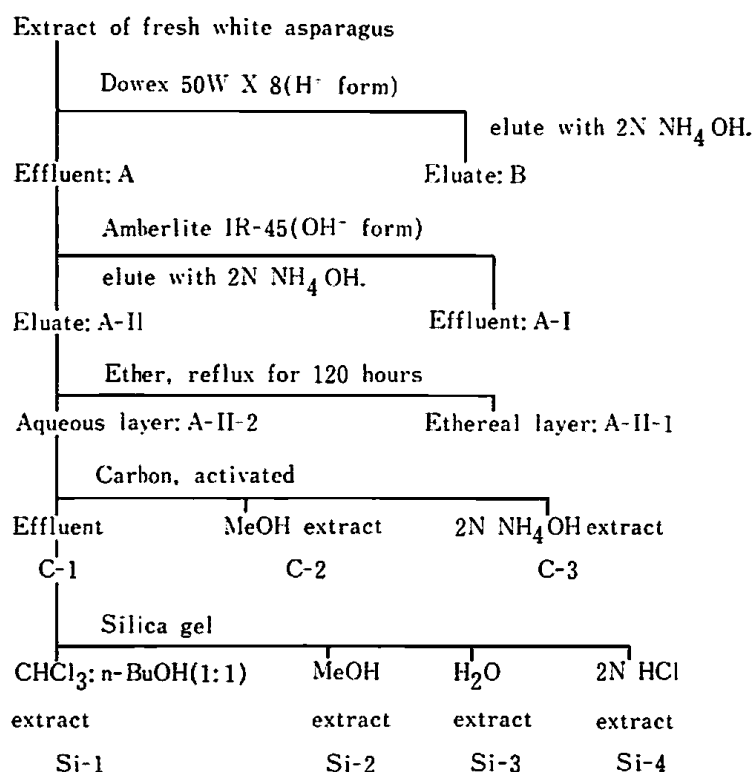 Extract of fresh white asparagus
Dowex 50W X 8(H⁺ form)
elute with 2N NH₄OH.
Effluent: A Eluate: B
Amberlite IR-45(OH⁻ form)
elute with 2N NH₄OH.
Eluate: A-II Effluent: A-I
Ether, reflux for 120 hours
Aqueous layer: A-II-2 Ethereal layer: A-II-1
Carbon, activated
Effluent MeOH extract 2N NH₄OH extract
C-1 C-2 C-3
Silica gel
CHCl₃: n-BuOH(1:1) MeOH H₂O 2N HCl
extract extract extract extract
Si-1 Si-2 Si-3 Si-4